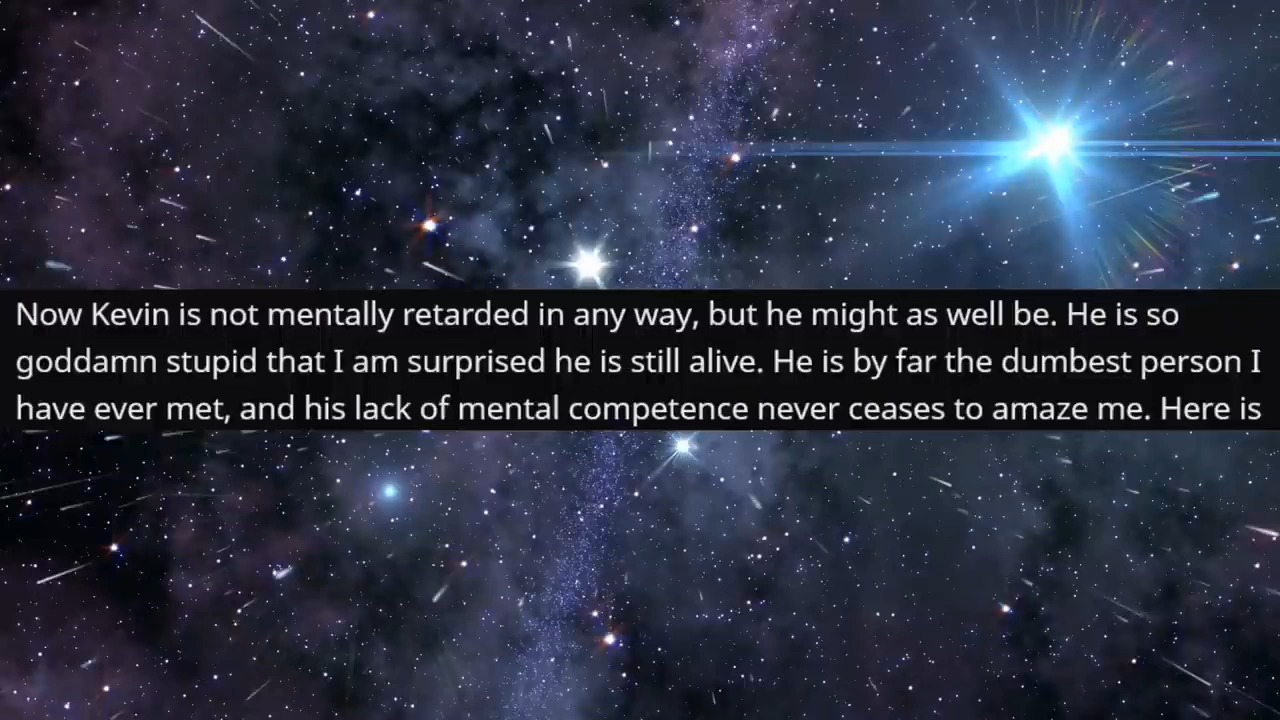 Now Kevin is not mentally retarded in any way, but he might as well be. He is so
goddamn stupid that I am surprised he is still alive. He is by far the dumbest person I
have ever met, and his lack of mental competence never ceases to amaze me. Here is